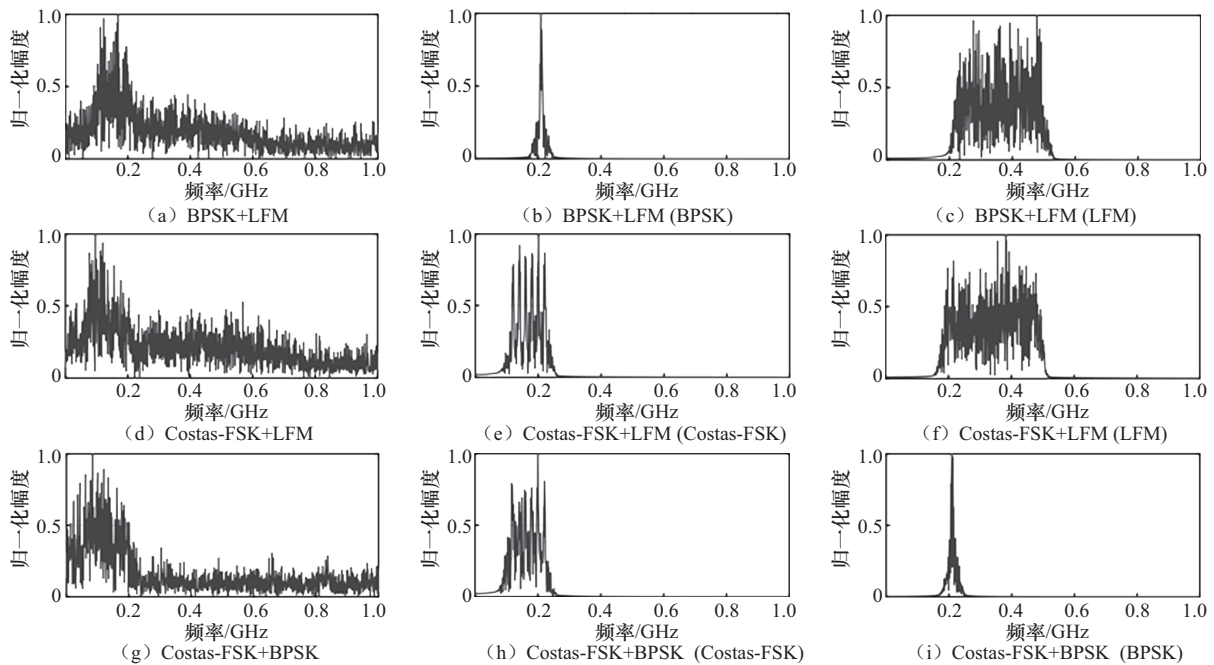 归一化幅度
1.0
0.5
0
0.2
0.4
0.6
0.8
1.0
频率/GHz
（a）BPSK+LFM
归一化幅度
1.0
0.5
0
0.2
0.4
0.6
0.8
1.0
频率/GHz
（b）BPSK+LFM (BPSK)
归一化幅度
1.0
0.5
0
0.2
0.4
0.6
0.8
1.0
频率/GHz
（c）BPSK+LFM (LFM)
归一化幅度
1.0
0.5
0
0.2
0.4
0.6
0.8
1.0
频率/GHz
（d）Costas-FSK+LFM
归一化幅度
1.0
0.5
0
0.2
0.4
0.6
0.8
1.0
频率/GHz
（e）Costas-FSK+LFM (Costas-FSK)
归一化幅度
1.0
0.5
0
0.2
0.4
0.6
0.8
1.0
频率/GHz
（f）Costas-FSK+LFM (LFM)
归一化幅度
1.0
0.5
0
0.2
0.4
0.6
0.8
1.0
频率/GHz
（g）Costas-FSK+BPSK
归一化幅度
1.0
0.5
0
0.2
0.4
0.6
0.8
1.0
频率/GHz
（h）Costas-FSK+BPSK (Costas-FSK)
归一化幅度
1.0
0.5
0
0.2
0.4
0.6
0.8
1.0
频率/GHz
（i）Costas-FSK+BPSK (BPSK)